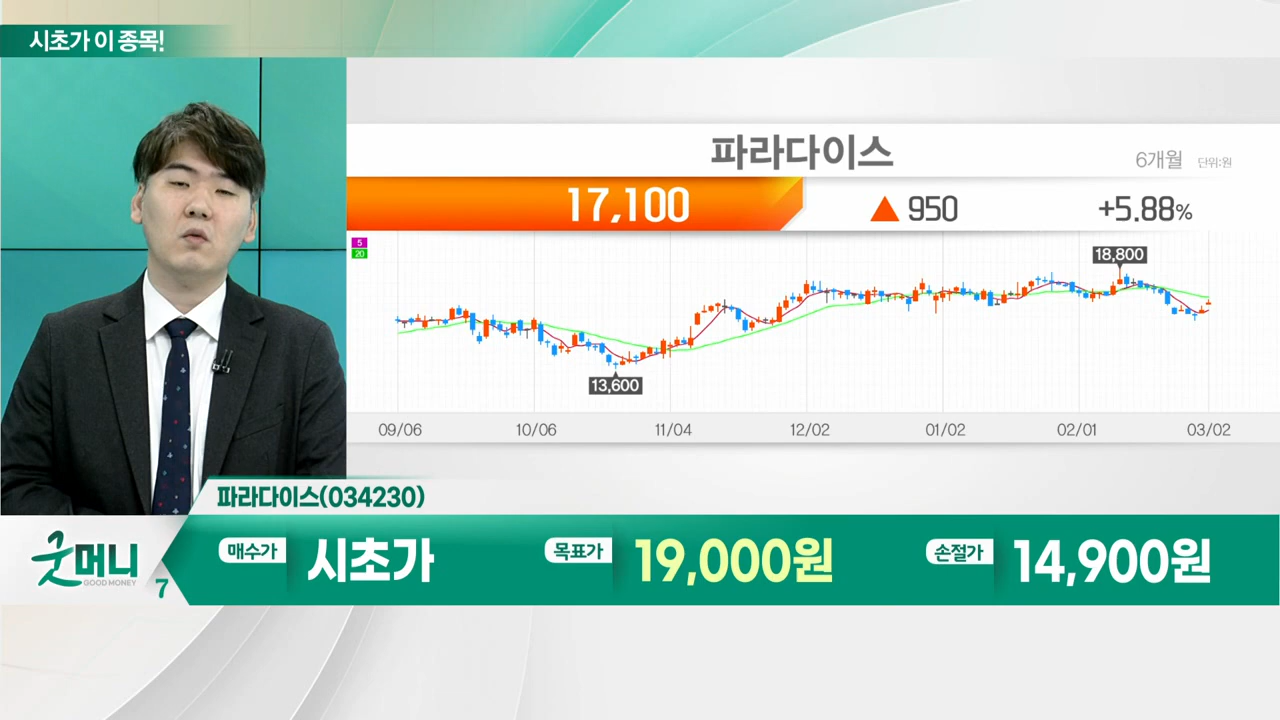 시초가 이 종목!
파라다이스
6개월 단위:원
17,100 ▲ 950 +5.88%
5
20
18,800
13,600
09/06 10/06 11/04 12/02 01/02 02/01 03/02
파라다이스(034230)
굿머니
GOOD MONEY
7
매수가 시초가 목표가 19,000원 손절가 14,900원